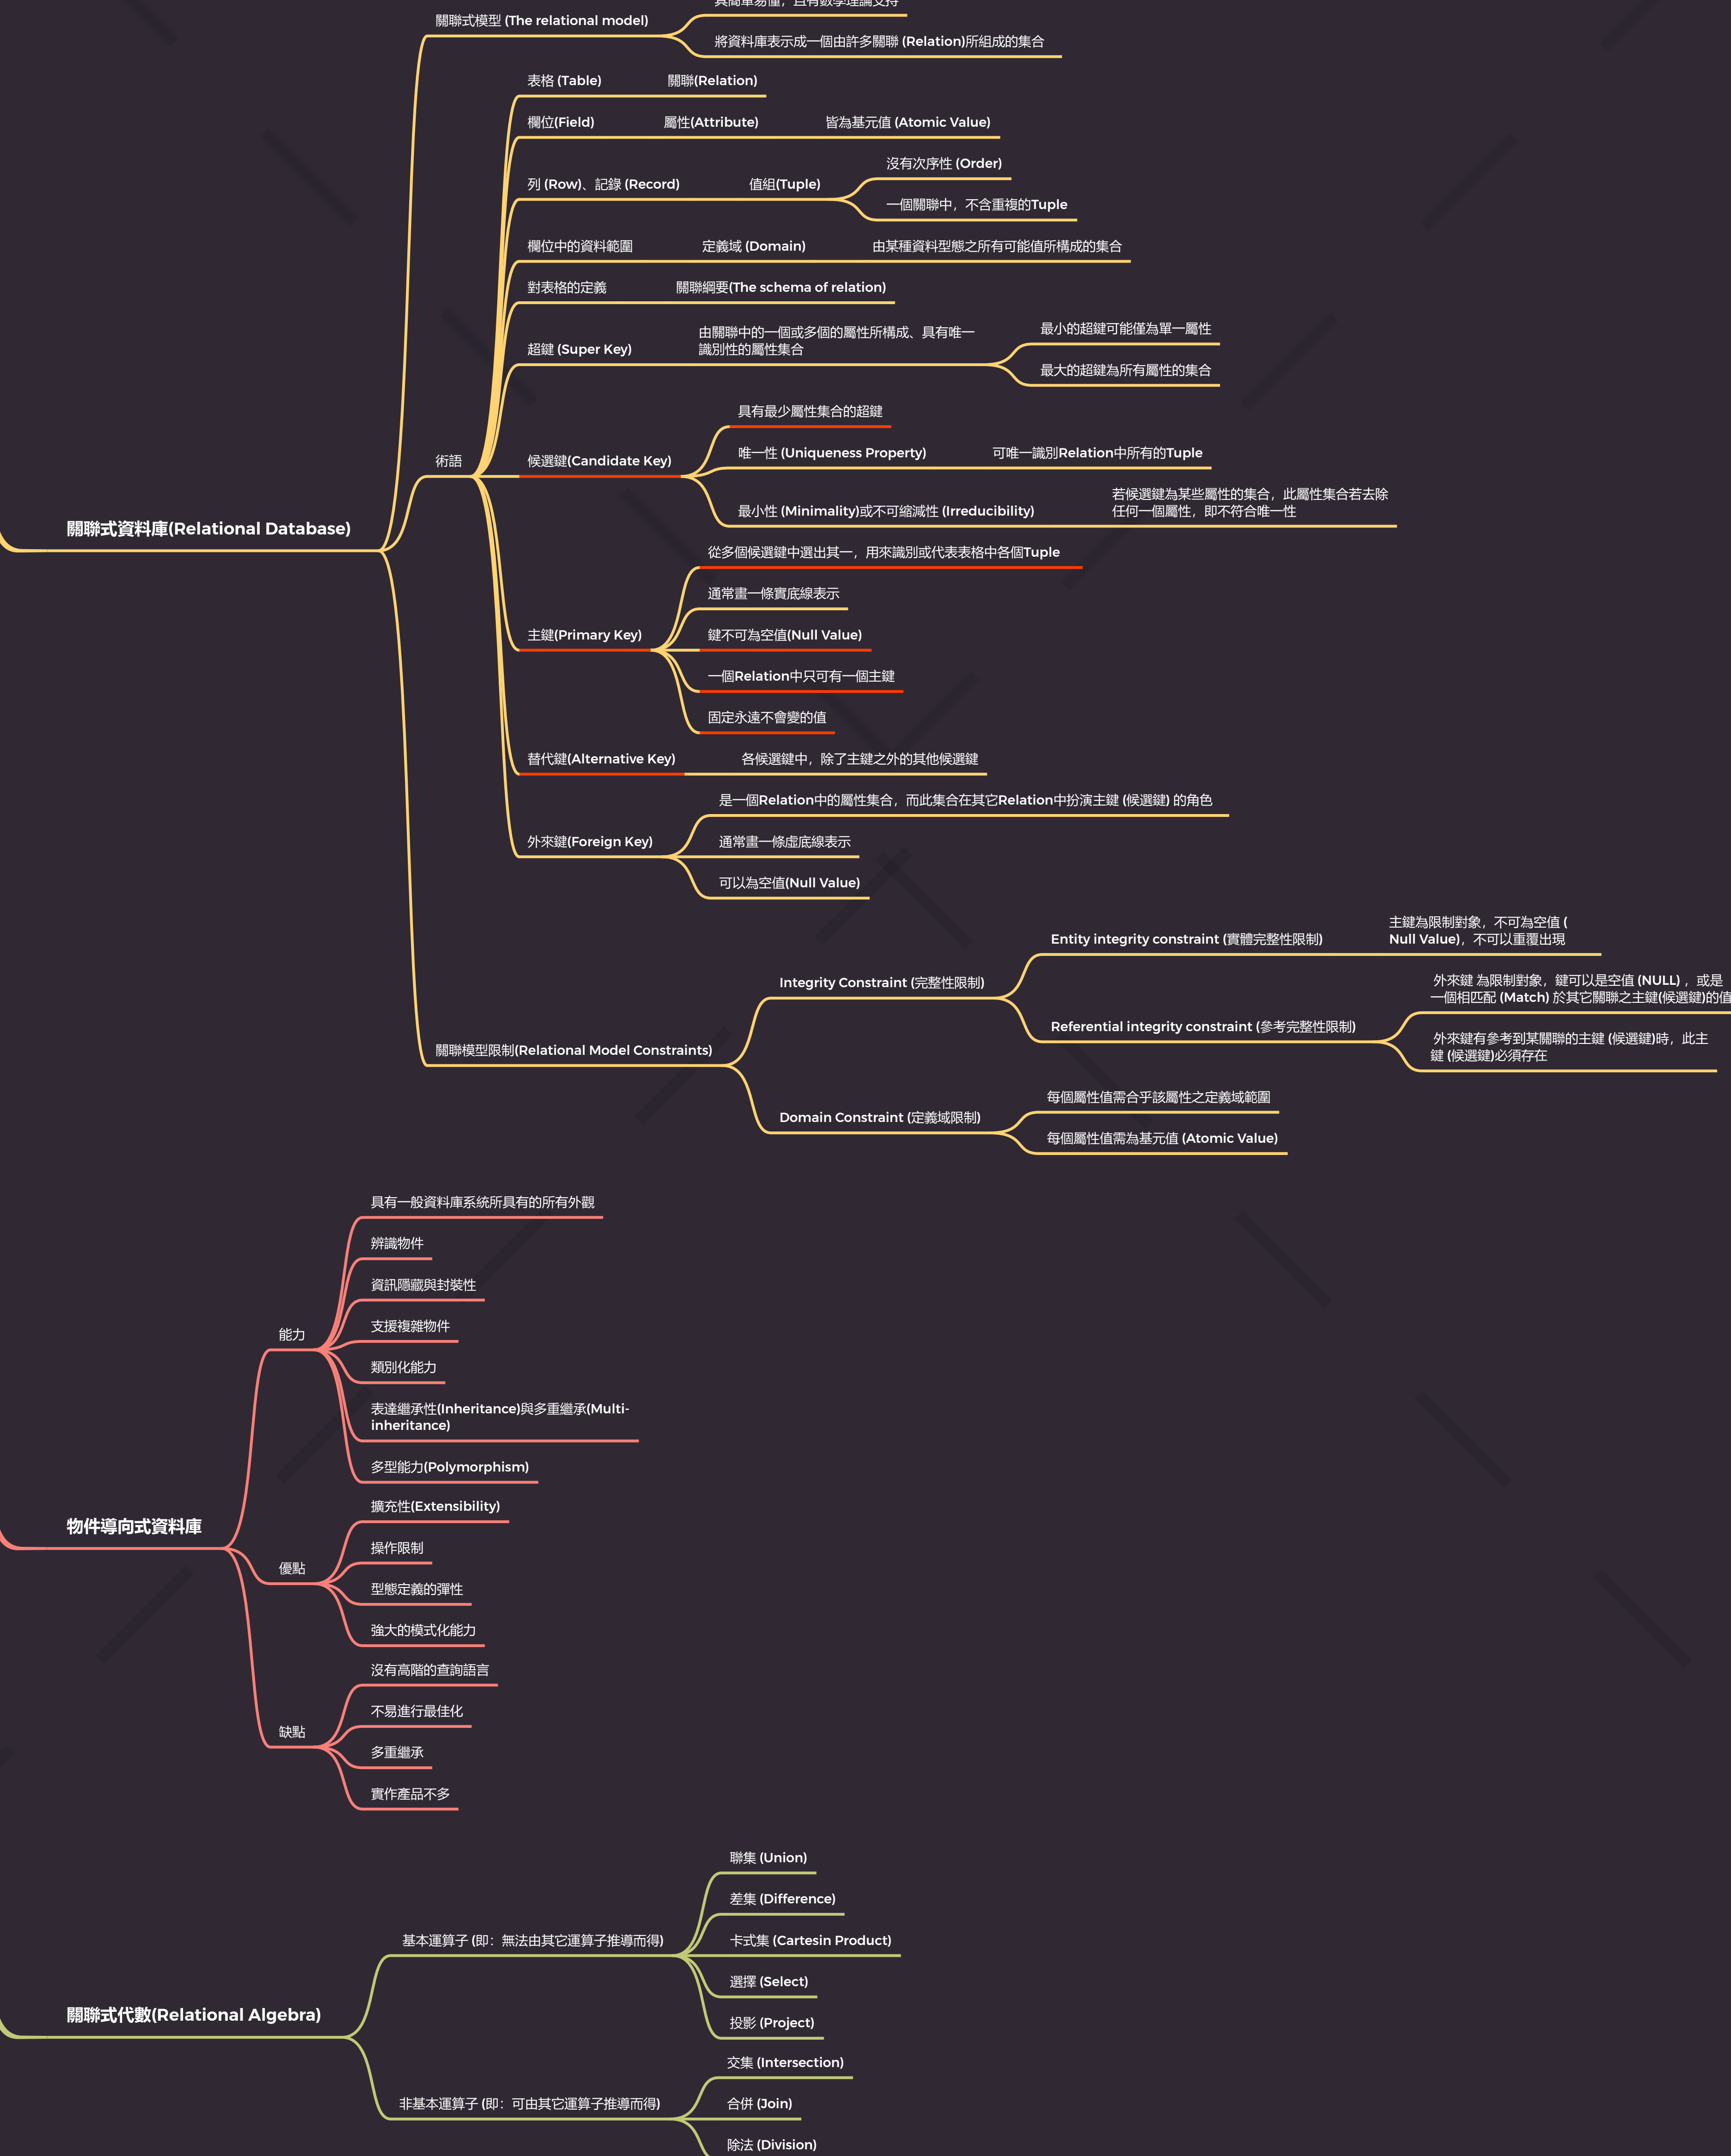 關聯式資料庫(Relational Database)
關聯式模型 (The relational model)
具簡單易懂，且有數學理論支持
將資料庫表示成一個由許多關聯 (Relation)所組成的集合
術語
表格 (Table)
關聯(Relation)
欄位(Field)
屬性(Attribute)
皆為基元值 (Atomic Value)
列 (Row)、記錄 (Record)
值組(Tuple)
沒有次序性 (Order)
一個關聯中，不含重複的Tuple
欄位中的資料範圍
定義域 (Domain)
由某種資料型態之所有可能值所構成的集合
對表格的定義
關聯綱要(The schema of relation)
超鍵 (Super Key)
由關聯中的一個或多個的屬性所構成、具有唯一
識別性的屬性集合
最小的超鍵可能僅為單一屬性
最大的超鍵為所有屬性的集合
候選鍵(Candidate Key)
具有最少屬性集合的超鍵
唯一性 (Uniqueness Property)
可唯一識別Relation中所有的Tuple
最小性 (Minimality)或不可縮減性 (Irreducibility)
若候選鍵為某些屬性的集合，此屬性集合若去除
任何一個屬性，即不符合唯一性
主鍵(Primary Key)
從多個候選鍵中選出其一，用來識別或代表表格中各個Tuple
通常畫一條實底線表示
鍵不可為空值(Null Value)
一個Relation中只可有一個主鍵
固定永遠不會變的值
替代鍵(Alternative Key)
各候選鍵中，除了主鍵之外的其他候選鍵
外來鍵(Foreign Key)
是一個Relation中的屬性集合，而此集合在其它Relation中扮演主鍵 (候選鍵) 的角色
通常畫一條虛底線表示
可以為空值(Null Value)
關聯模型限制(Relational Model Constraints)
Integrity Constraint (完整性限制)
Entity integrity constraint (實體完整性限制)
主鍵為限制對象，不可為空值 (
Null Value)，不可以重覆出現
Referential integrity constraint (參考完整性限制)
外來鍵 為限制對象，鍵可以是空值 (NULL) ，或是
一個相匹配 (Match) 於其它關聯之主鍵(候選鍵)的值
外來鍵有參考到某關聯的主鍵 (候選鍵)時，此主
鍵 (候選鍵)必須存在
Domain Constraint (定義域限制)
每個屬性值需合乎該屬性之定義域範圍
每個屬性值需為基元值 (Atomic Value)
物件導向式資料庫
能力
具有一般資料庫系統所具有的所有外觀
辨識物件
資訊隱藏與封裝性
支援複雜物件
類別化能力
表達繼承性(Inheritance)與多重繼承(Multi-
inheritance)
多型能力(Polymorphism)
優點
擴充性(Extensibility)
操作限制
型態定義的彈性
強大的模式化能力
缺點
沒有高階的查詢語言
不易進行最佳化
多重繼承
實作產品不多
關聯式代數(Relational Algebra)
基本運算子 (即：無法由其它運算子推導而得)
聯集 (Union)
差集 (Difference)
卡式集 (Cartesin Product)
選擇 (Select)
投影 (Project)
非基本運算子 (即：可由其它運算子推導而得)
交集 (Intersection)
合併 (Join)
除法 (Division)